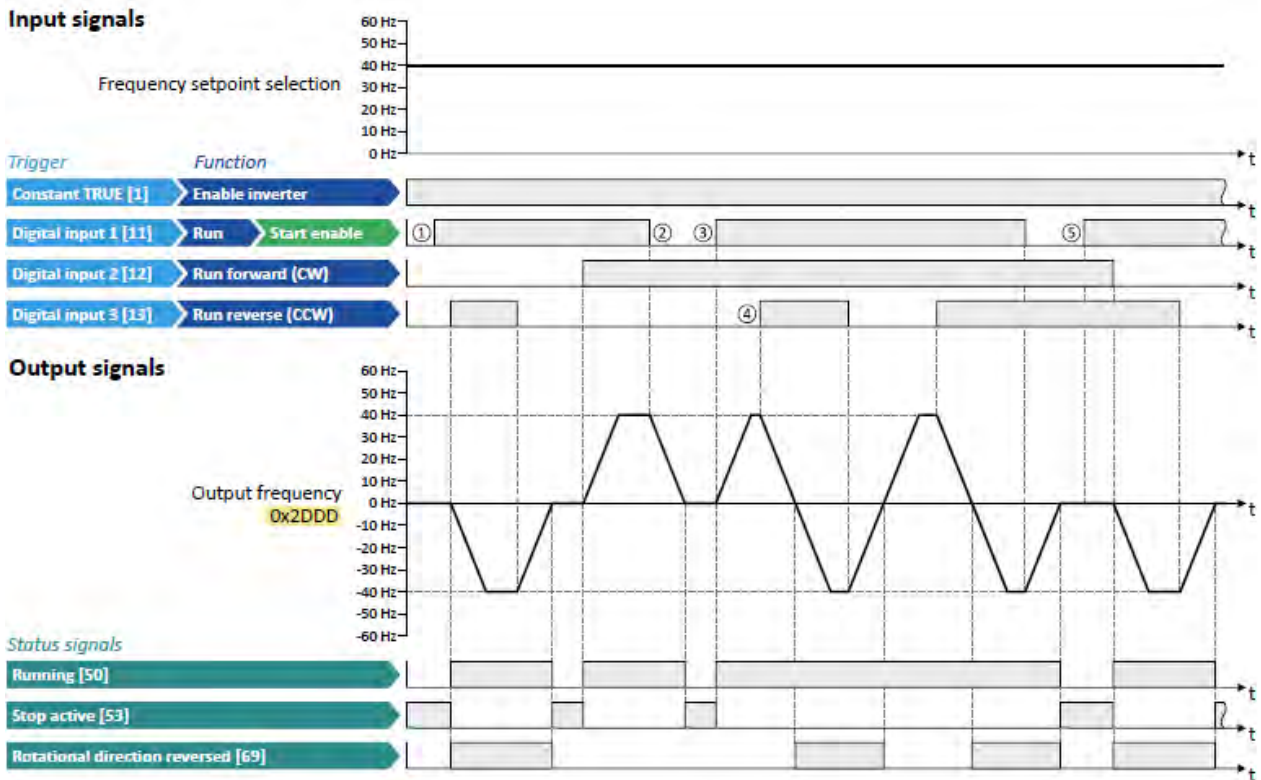 Input signals
60 Hz
50 Hz
40 Hz
Frequency setpoint selection 30 Hz
20 Hz
10 Hz
0 Hz
t
Trigger Function
Constant TRUE [1] Enable inverter
t
Digital input 1 [11] Run Start enable ① ② ③ ⑤
t
Digital input 2 [12] Run forward (CW)
t
Digital input 3 [13] Run reverse (CCW) ④
t
Output signals
60 Hz
50 Hz
40 Hz
30 Hz
20 Hz
10 Hz
Output frequency 0 Hz t
0x2DDD
-10 Hz
-20 Hz
-30 Hz
-40 Hz
-50 Hz
-60 Hz
Status signals
Running [50]
t
Stop active [53]
t
Rotational direction reversed [69]
t